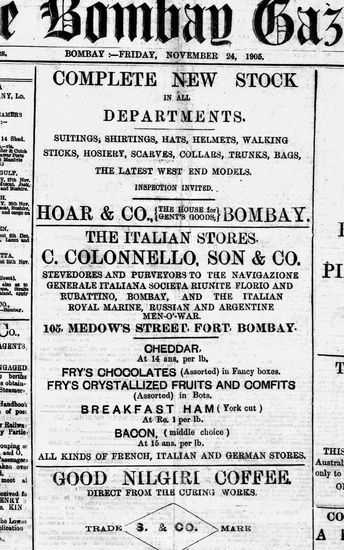 e Bombay Gaz
BOMBAY :—FRIDAY, NOVEMBER 24, 1905.
COMPLETE NEW STOCK
IN ALL
DEPARTMENTS.
SUITINGS, SHIRTINGS, HATS, HELMETS, WALKING
STICKS, HOSIERY, SCARVES, COLLARS, TRUNKS, BAGS,
THE LATEST WEST END MODELS.
INSPECTION INVITED.
HOAR & CO., {THE HOUSE for GENT'S GOODS,} BOMBAY.
THE ITALIAN STORES.
C. COLONNELLO, SON & CO.
STEVEDORES AND PURVEYORS TO THE NAVIGAZIONE
GENERALE ITALIANA SOCIETA RIUNITE FLORIO AND
RUBATTINO, BOMBAY, AND THE ITALIAN
ROYAL MARINE, RUSSIAN AND ARGENTINE
MEN-O'-WAR.
105, MEDOWS STREET, FORT, BOMBAY.
CHEDDAR,
At 14 ans, per lb.
FRY'S CHOCOLATES (Assorted) in Fancy boxes.
FRY'S CRYSTALLIZED FRUITS AND COMFITS
(Assorted) in Bots.
BREAKFAST HAM (York cut)
At Re. 1 per lb.
BACON, (middle choice)
At 15 ans. per lb.
ALL KINDS OF FRENCH, ITALIAN AND GERMAN STORES.
GOOD NILGIRI COFFEE.
DIRECT FROM THE CURING WORKS.
TRADE S. & CO. MARK